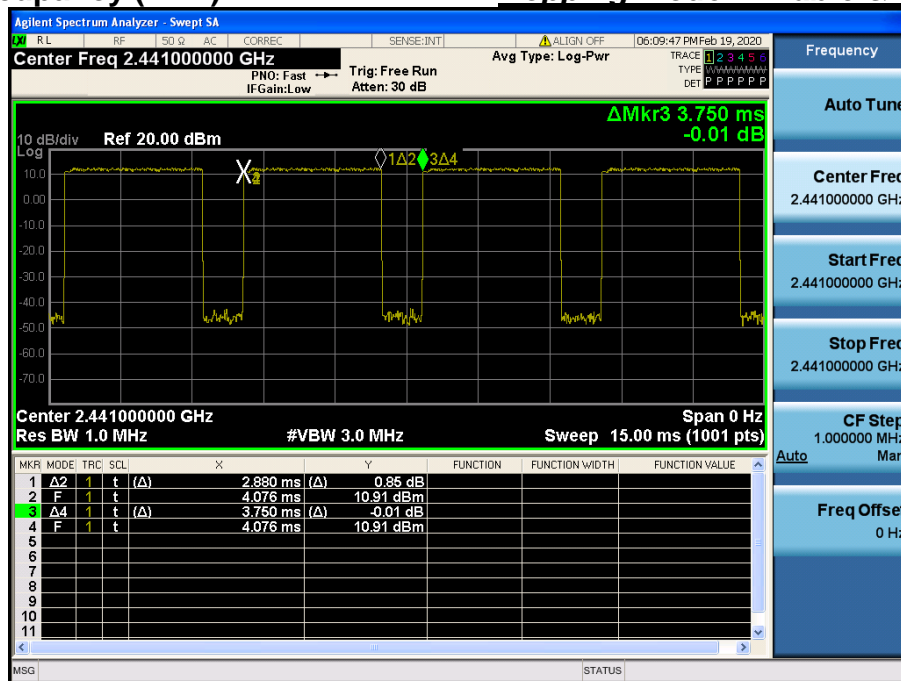 Agilent Spectrum Analyzer - Swept SA
LXI RL RF 50 Ω AC CORREC SENSE:INT ALIGN OFF 06:09:47 PM Feb 19, 2020
Center Freq 2.441000000 GHz
PNO: Fast
IFGain:Low
Trig: Free Run
Atten: 30 dB
Avg Type: Log-Pwr
TRACE 1 2 3 4 5 6
TYPE WWWWWW
DET P P P P P P
ΔMkr3 3.750 ms
-0.01 dB
10 dB/div Ref 20.00 dBm
Log
10.0
0.00
-10.0
-20.0
-30.0
-40.0
-50.0
-60.0
-70.0
X2
1Δ2
3Δ4
Center 2.441000000 GHz
Span 0 Hz
Res BW 1.0 MHz
#VBW 3.0 MHz
Sweep 15.00 ms (1001 pts)
MKR MODE TRC SCL X Y FUNCTION FUNCTION WIDTH FUNCTION VALUE
1 Δ2 1 t (Δ) 2.880 ms (Δ) 0.85 dB
2 F 1 t 4.076 ms 10.91 dBm
3 Δ4 1 t (Δ) 3.750 ms (Δ) -0.01 dB
4 F 1 t 4.076 ms 10.91 dBm
5
6
7
8
9
10
11
MSG
STATUS
Frequency
Auto Tune
Center Freq
2.441000000 GHz
Start Freq
2.441000000 GHz
Stop Freq
2.441000000 GHz
CF Step
1.000000 MHz
Auto Man
Freq Offset
0 Hz